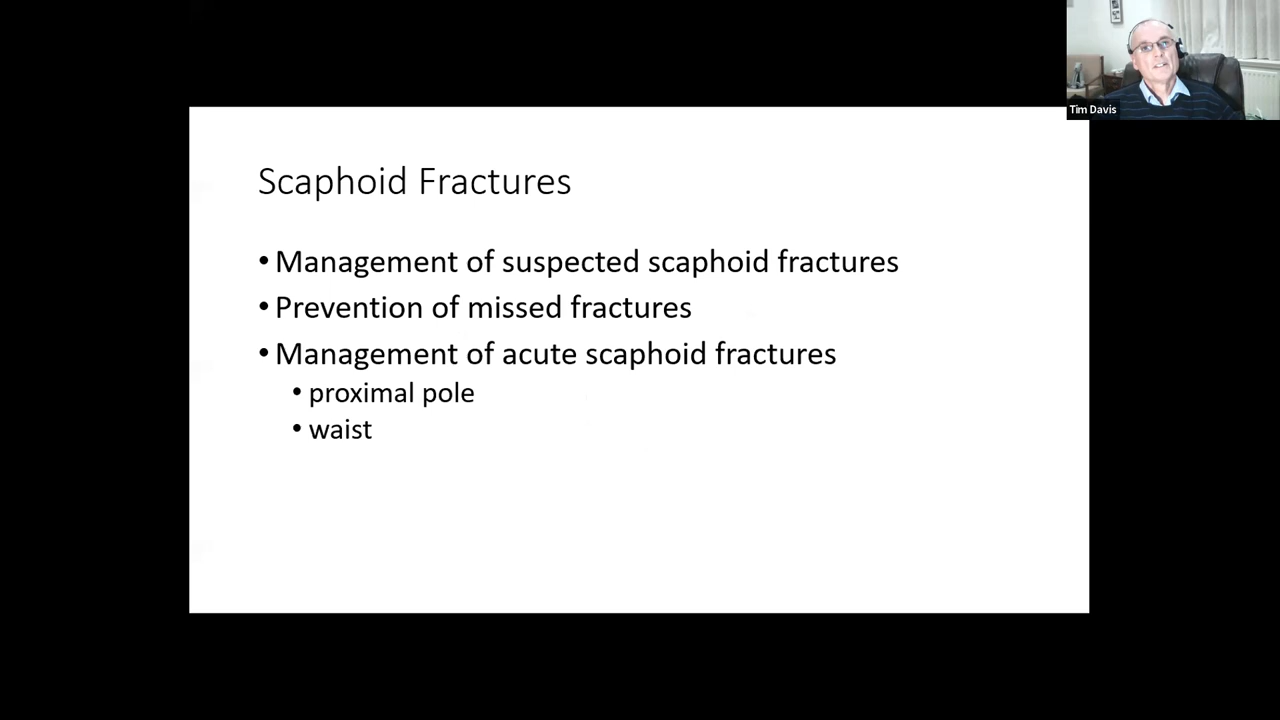 Tim Davis
Scaphoid Fractures
• Management of suspected scaphoid fractures
• Prevention of missed fractures
• Management of acute scaphoid fractures
• proximal pole
• waist